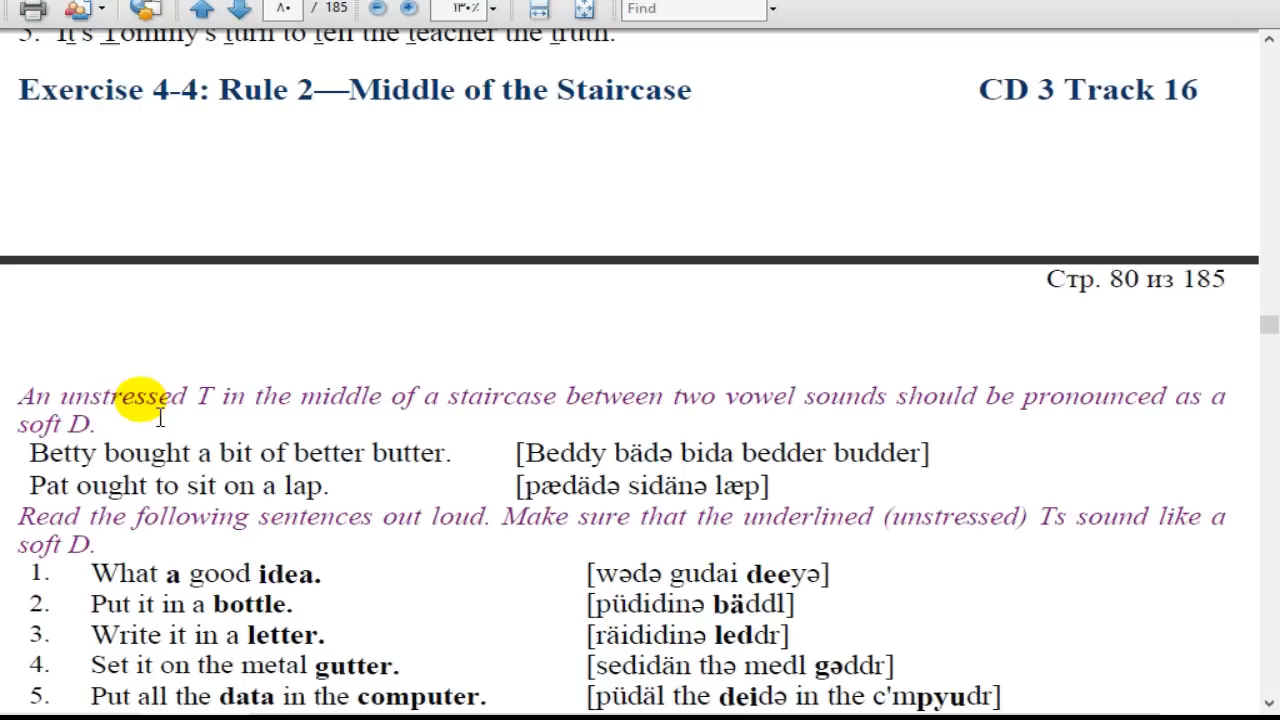 ۸۰ / 185 ۱۳۰٪ Find
5. It's Tommy's turn to tell the teacher the truth.
Exercise 4-4: Rule 2—Middle of the Staircase CD 3 Track 16
Стр. 80 из 185
An unstressed T in the middle of a staircase between two vowel sounds should be pronounced as a
soft D.
Betty bought a bit of better butter. [Beddy bädə bida bedder budder]
Pat ought to sit on a lap. [pædädə sidänə læp]
Read the following sentences out loud. Make sure that the underlined (unstressed) Ts sound like a
soft D.
1. What a good idea. [wədə gudai deeyə]
2. Put it in a bottle. [püdidinə bäddl]
3. Write it in a letter. [räididinə leddr]
4. Set it on the metal gutter. [sedidän thə medl gəddr]
5. Put all the data in the computer. [püdäl the deidə in the c'mpyudr]